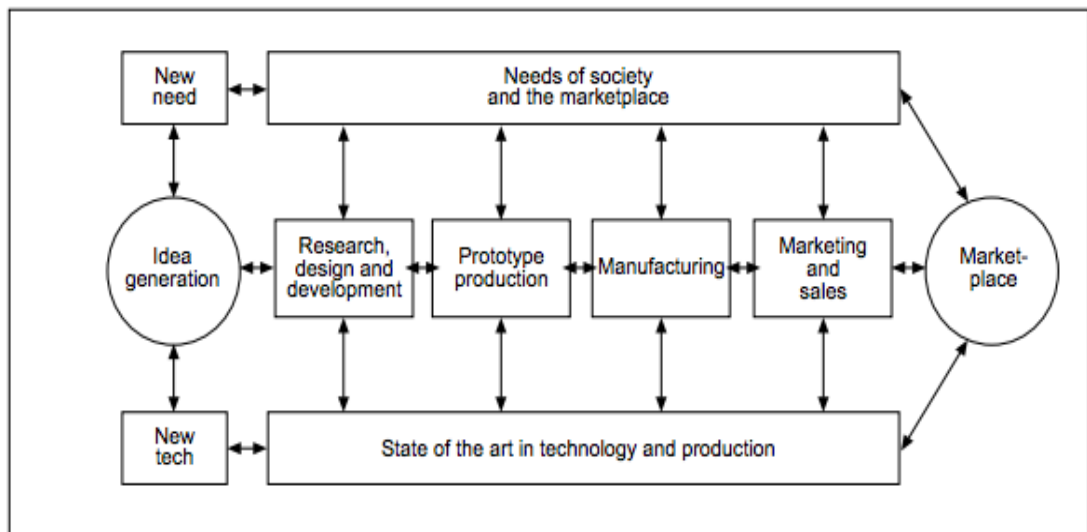 New
need
Needs of society
and the marketplace
Idea
generation
Research,
design and
development
Prototype
production
Manufacturing
Marketing
and
sales
Market-
place
New
tech
State of the art in technology and production